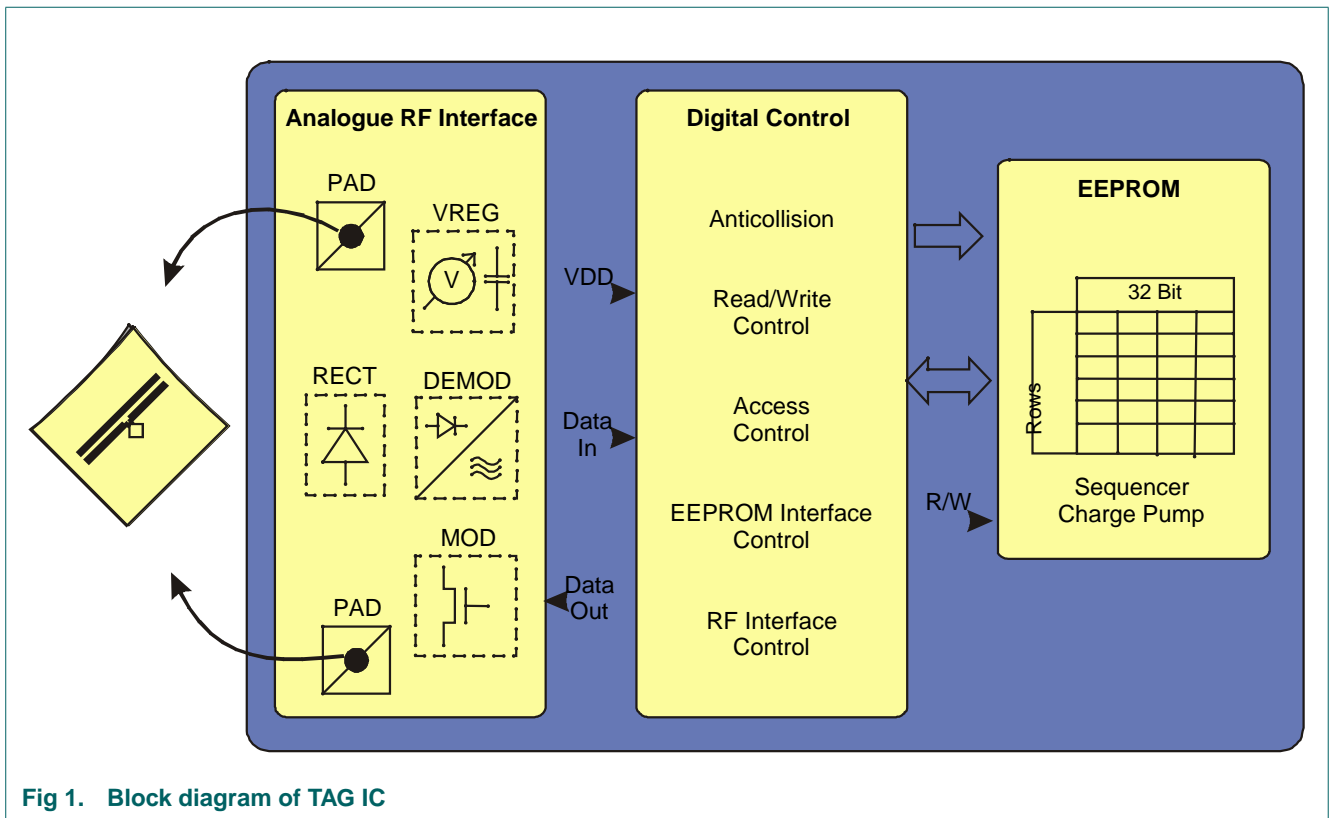 Analogue RF Interface
PAD
VREG
V
RECT
DEMOD
MOD
PAD
VDD
Data
In
Data
Out
Digital Control
Anticollision
Read/Write
Control
Access
Control
EEPROM Interface
Control
RF Interface
Control
R/W
EEPROM
32 Bit
Rows
Sequencer
Charge Pump
Fig 1. Block diagram of TAG IC